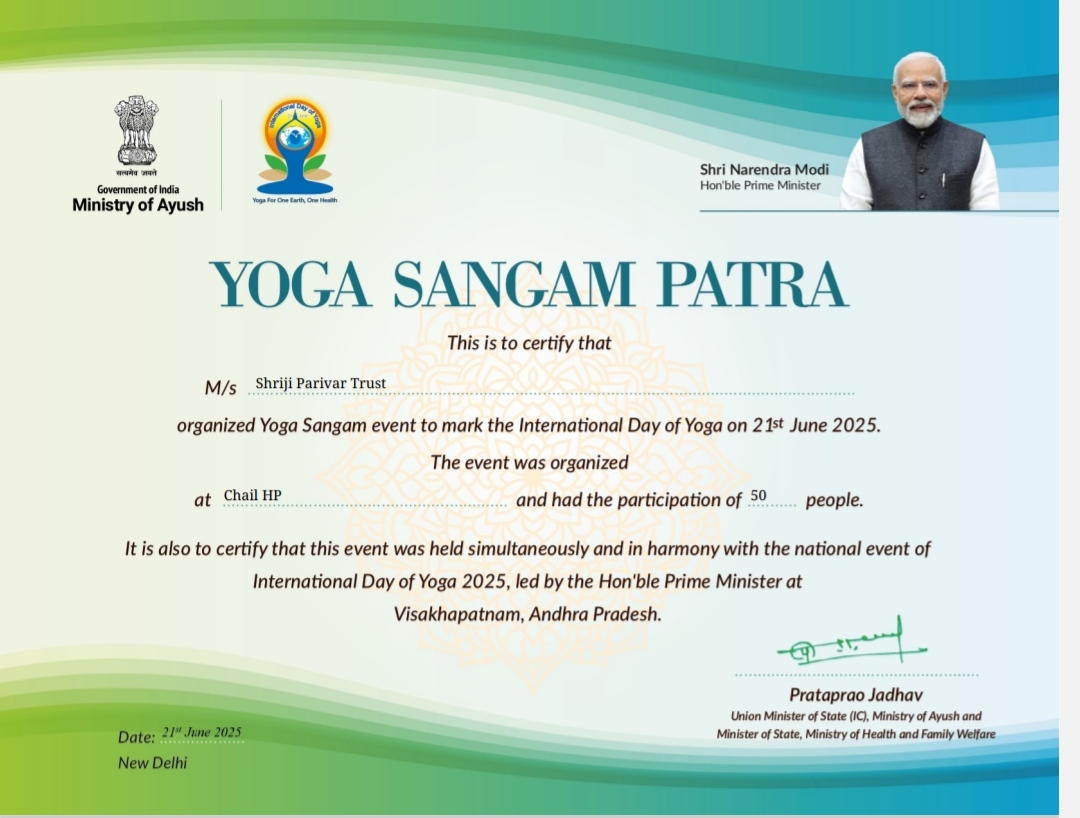 सत्यमेव जयते
Government of India
Ministry of Ayush
International Day of Yoga
Yoga For One Earth, One Health
Shri Narendra Modi
Hon'ble Prime Minister
YOGA SANGAM PATRA
This is to certify that
M/s Shriji Parivar Trust
organized Yoga Sangam event to mark the International Day of Yoga on 21st June 2025.
The event was organized
at Chail HP and had the participation of 50 people.
It is also to certify that this event was held simultaneously and in harmony with the national event of
International Day of Yoga 2025, led by the Hon'ble Prime Minister at
Visakhapatnam, Andhra Pradesh.
Prataprao Jadhav
Union Minister of State (IC), Ministry of Ayush and
Minister of State, Ministry of Health and Family Welfare
Date: 21st June 2025
New Delhi